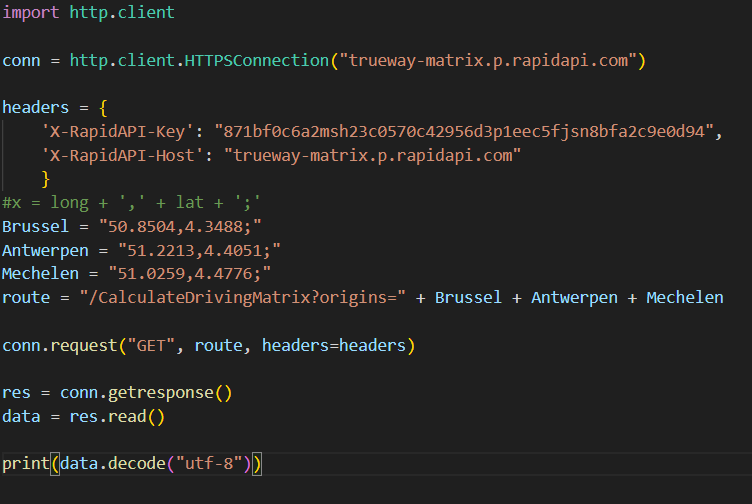 import http.client
conn = http.client.HTTPSConnection("trueway-matrix.p.rapidapi.com")
headers = {
'X-RapidAPI-Key': "871bf0c6a2msh23c0570c42956d3p1eec5fjsn8bfa2c9e0d94",
'X-RapidAPI-Host': "trueway-matrix.p.rapidapi.com"
}
#x = long + ',' + lat + ';'
Brussel = "50.8504,4.3488;"
Antwerpen = "51.2213,4.4051;"
Mechelen = "51.0259,4.4776;"
route = "/CalculateDrivingMatrix?origins=" + Brussel + Antwerpen + Mechelen
conn.request("GET", route, headers=headers)
res = conn.getresponse()
data = res.read()
print(data.decode("utf-8"))